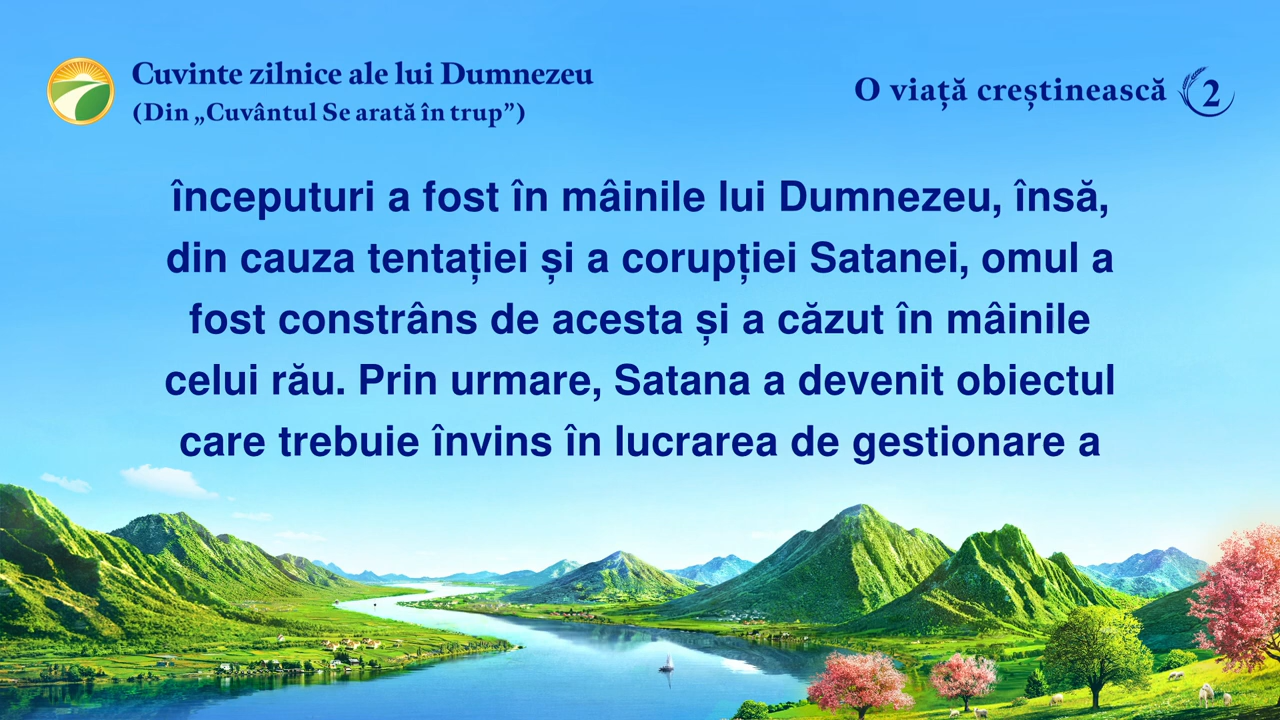 Cuvinte zilnice ale lui Dumnezeu
(Din „Cuvântul Se arată în trup”)
O viață creștinească 2
începuturi a fost în mâinile lui Dumnezeu, însă,
din cauza tentației și a corupției Satanei, omul a
fost constrâns de acesta și a căzut în mâinile
celui rău. Prin urmare, Satana a devenit obiectul
care trebuie învins în lucrarea de gestionare a